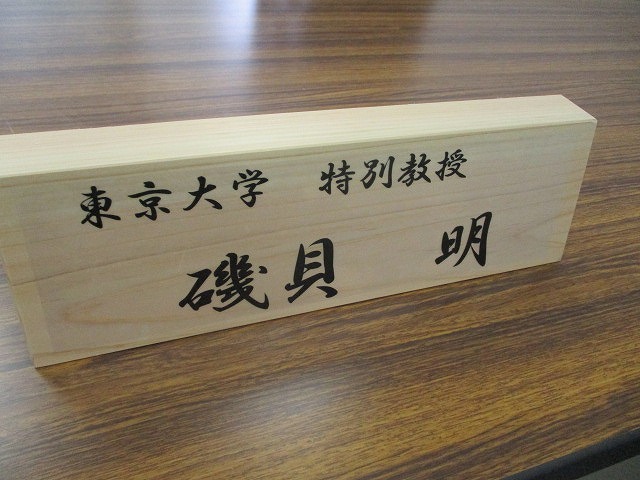 東京大学　特別教授
磯貝　明